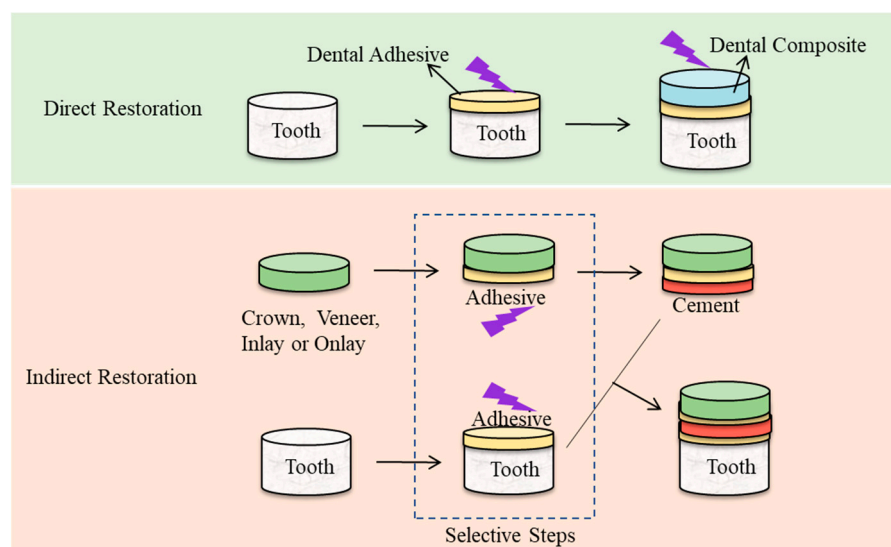 Direct Restoration
Dental Adhesive
Dental Composite
Tooth
Tooth
Tooth
Indirect Restoration
Crown, Veneer,
Inlay or Onlay
Adhesive
Cement
Tooth
Adhesive
Tooth
Tooth
Selective Steps